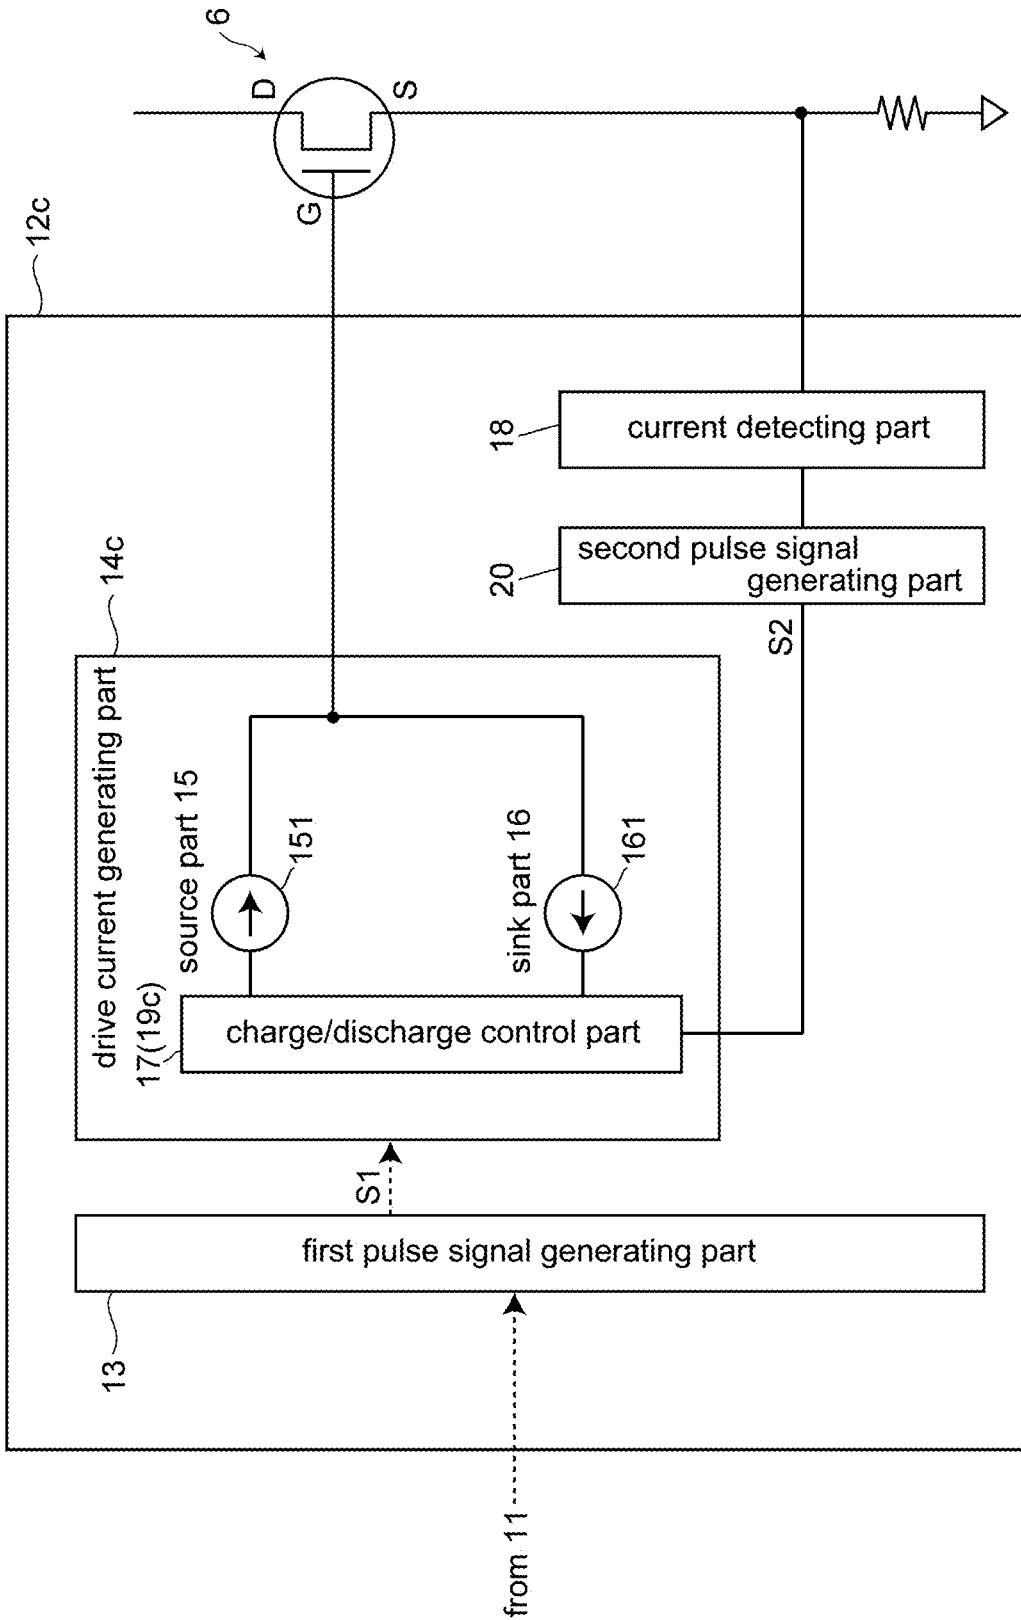 12c
6
D
G
S
14c
drive current generating part
17(19c)
source part 15
151
charge/discharge control part
sink part 16
161
18
current detecting part
20
second pulse signal
generating part
S2
13
S1
first pulse signal generating part
from 11